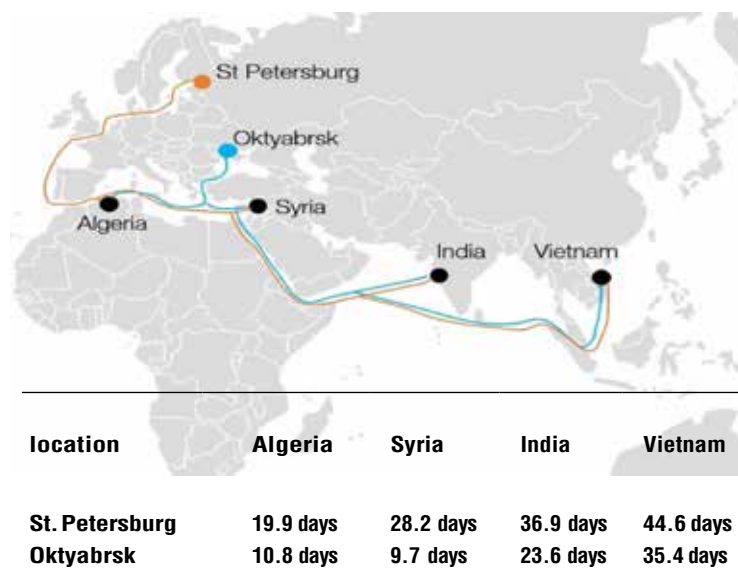 St Petersburg
Oktyabrsk
Algeria
Syria
India
Vietnam
location Algeria Syria India Vietnam
St. Petersburg 19.9 days 28.2 days 36.9 days 44.6 days
Oktyabrsk 10.8 days 9.7 days 23.6 days 35.4 days